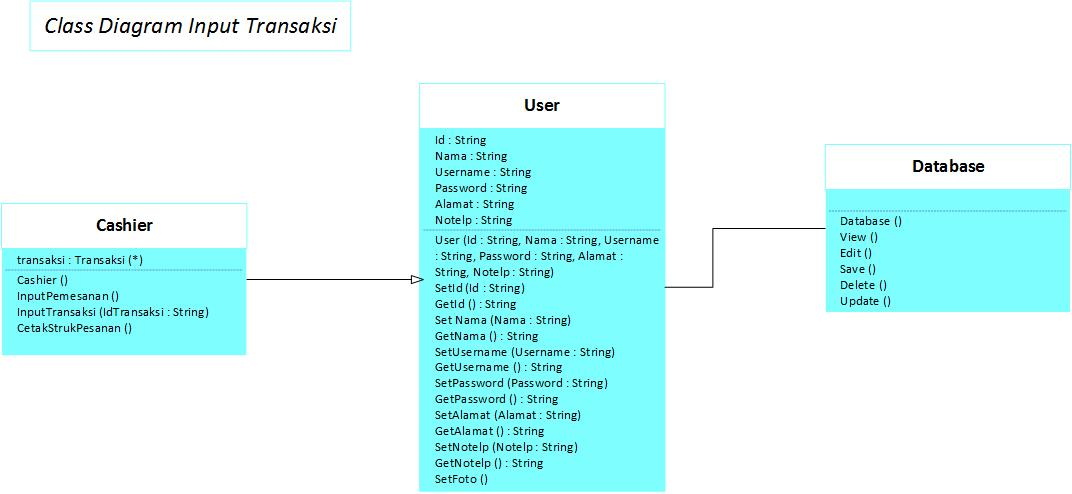 Class Diagram Input Transaksi
Cashier
transaksi : Transaksi (*)
Cashier ()
InputPemesanan ()
InputTransaksi (IdTransaksi : String)
CetakStrukPesanan ()
User
Id : String
Nama : String
Username : String
Password : String
Alamat : String
Notelp : String
User (Id : String, Nama : String, Username
: String, Password : String, Alamat :
String, Notelp : String)
SetId (Id : String)
GetId () : String
Set Nama (Nama : String)
GetNama () : String
SetUsername (Username : String)
GetUsername () : String
SetPassword (Password : String)
GetPassword () : String
SetAlamat (Alamat : String)
GetAlamat () : String
SetNotelp (Notelp : String)
GetNotelp () : String
SetFoto ()
Database
Database ()
View ()
Edit ()
Save ()
Delete ()
Update ()